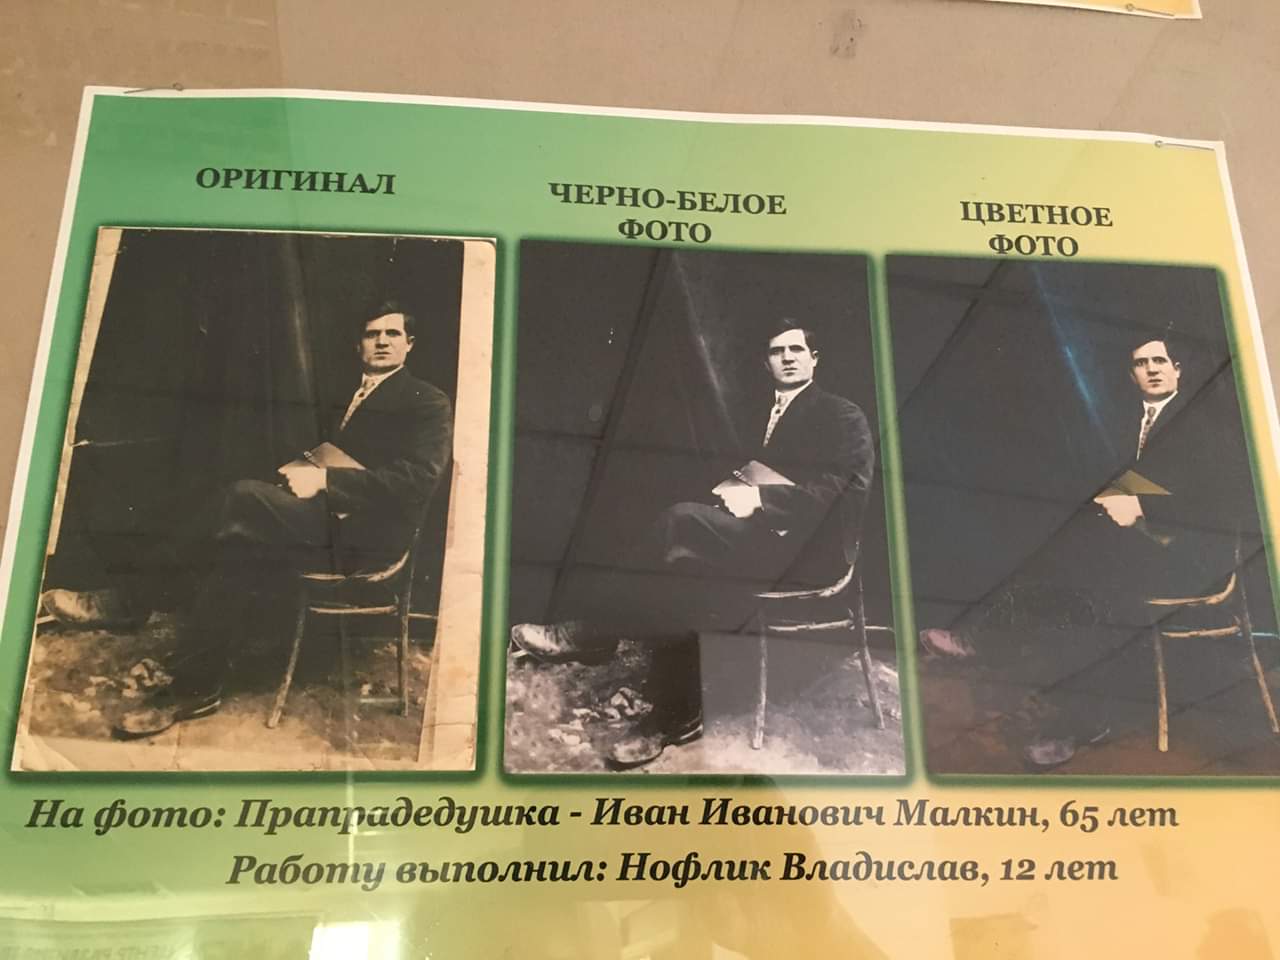 ОРИГИНАЛ
ЧЕРНО-БЕЛОЕ
ФОТО
ЦВЕТНОЕ
ФОТО
На фото: Прапрадедушка - Иван Иванович Малкин, 65 лет
Работу выполнил: Нофлик Владислав, 12 лет